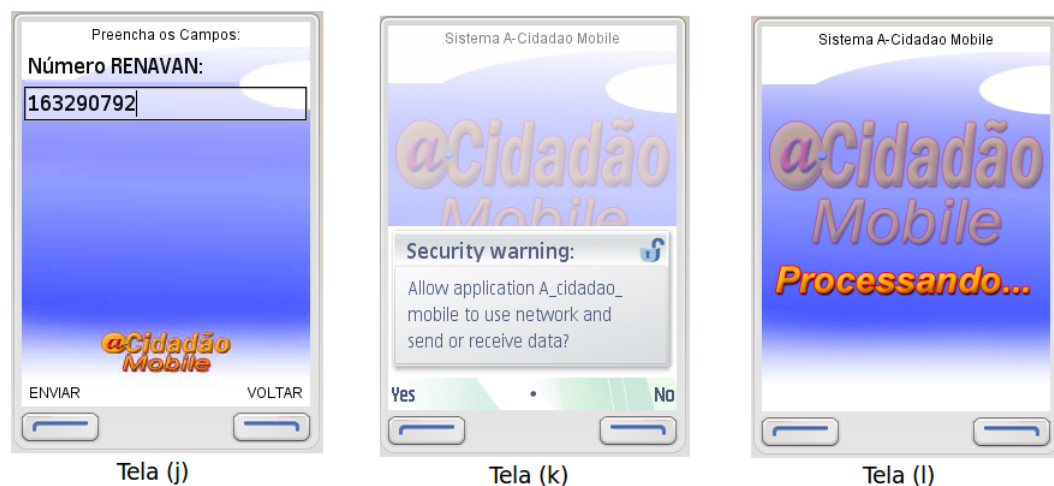 Preencha os Campos:
Número RENAVAN:
163290792
@Cidadão
Mobile
ENVIAR VOLTAR
Tela (j)
Sistema A-Cidadao Mobile
@Cidadão
Mobile
Security warning:
Allow application A_cidadao_
mobile to use network and
send or receive data?
Yes No
Tela (k)
Sistema A-Cidadao Mobile
@Cidadão
Mobile
Processando...
Tela (l)